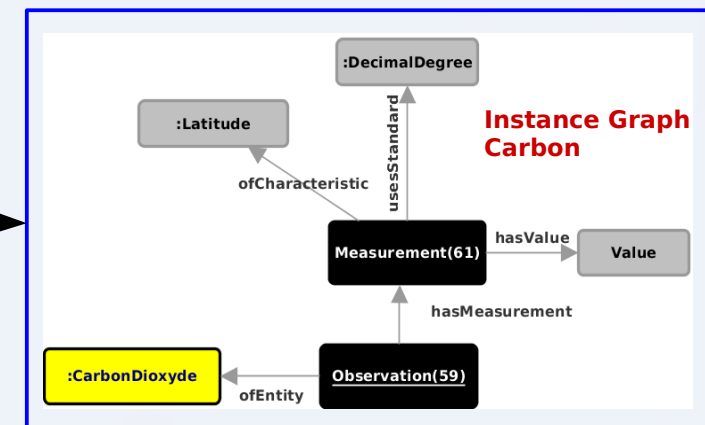 :DecimalDegree
:Latitude
usesStandard
Instance Graph
Carbon
ofCharacteristic
Measurement(61)
hasValue
Value
hasMeasurement
:CarbonDioxyde
ofEntity
Observation(59)